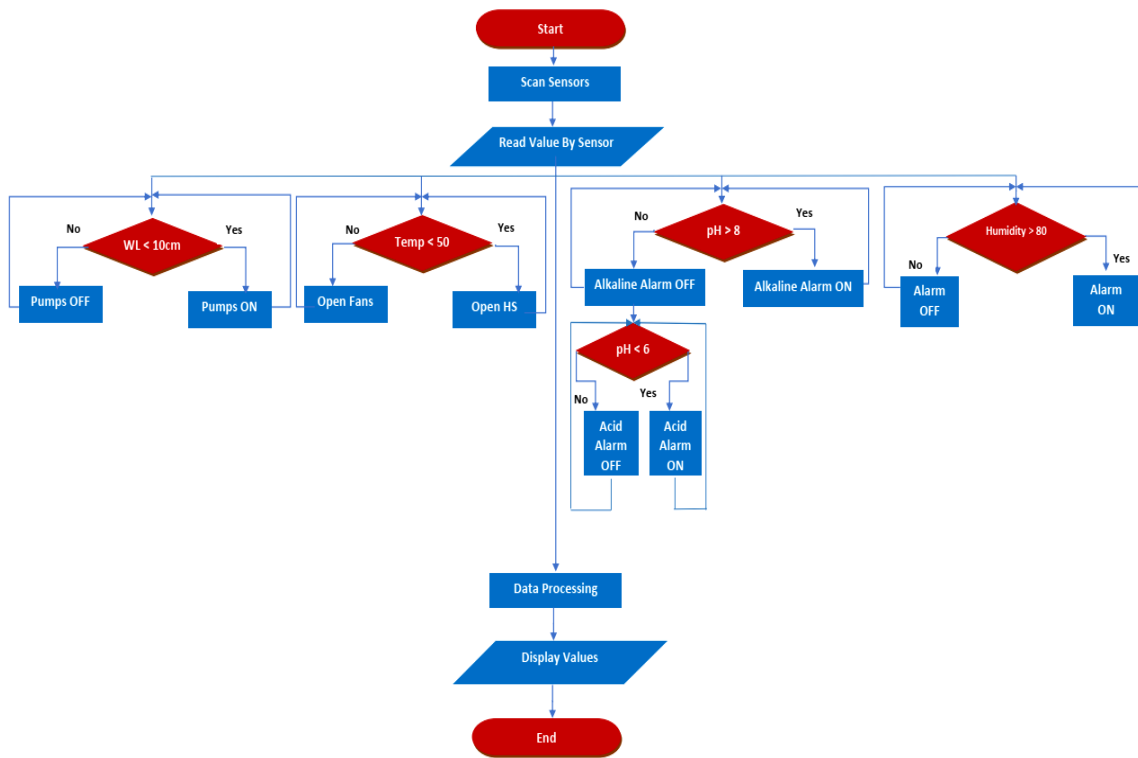 Start
Scan Sensors
Read Value By Sensor
No
WL < 10cm
Yes
Pumps OFF
Pumps ON
No
Temp < 50
Yes
Open Fans
Open HS
No
pH > 8
Yes
Alkaline Alarm OFF
Alkaline Alarm ON
pH < 6
No
Yes
Acid
Alarm
OFF
Acid
Alarm
ON
Humidity > 80
No
Yes
Alarm
OFF
Alarm
ON
Data Processing
Display Values
End